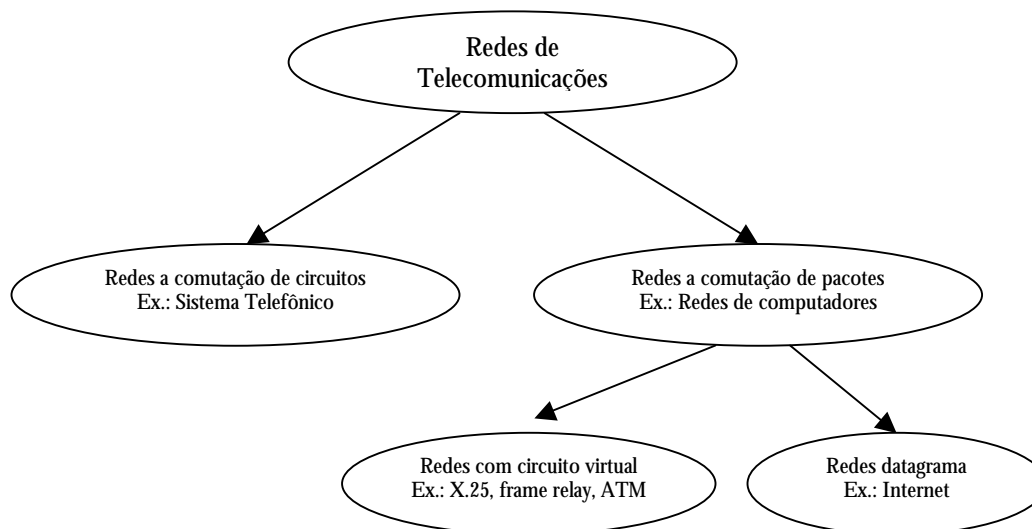 Redes de
Telecomunicações
Redes a comutação de circuitos
Ex.: Sistema Telefônico
Redes a comutação de pacotes
Ex.: Redes de computadores
Redes com circuito virtual
Ex.: X.25, frame relay, ATM
Redes datagrama
Ex.: Internet